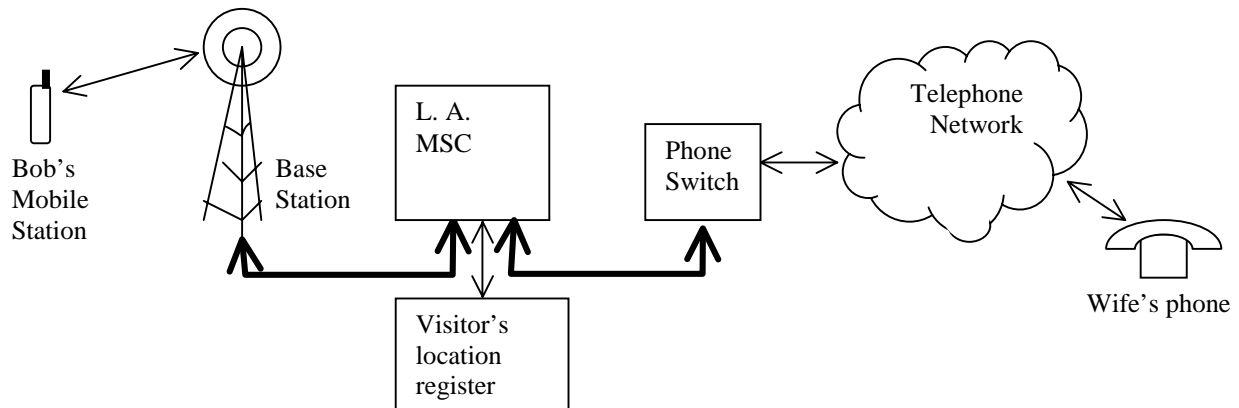 Bob's
Mobile
Station
Base
Station
L. A.
MSC
Visitor's
location
register
Phone
Switch
Telephone
Network
Wife's phone